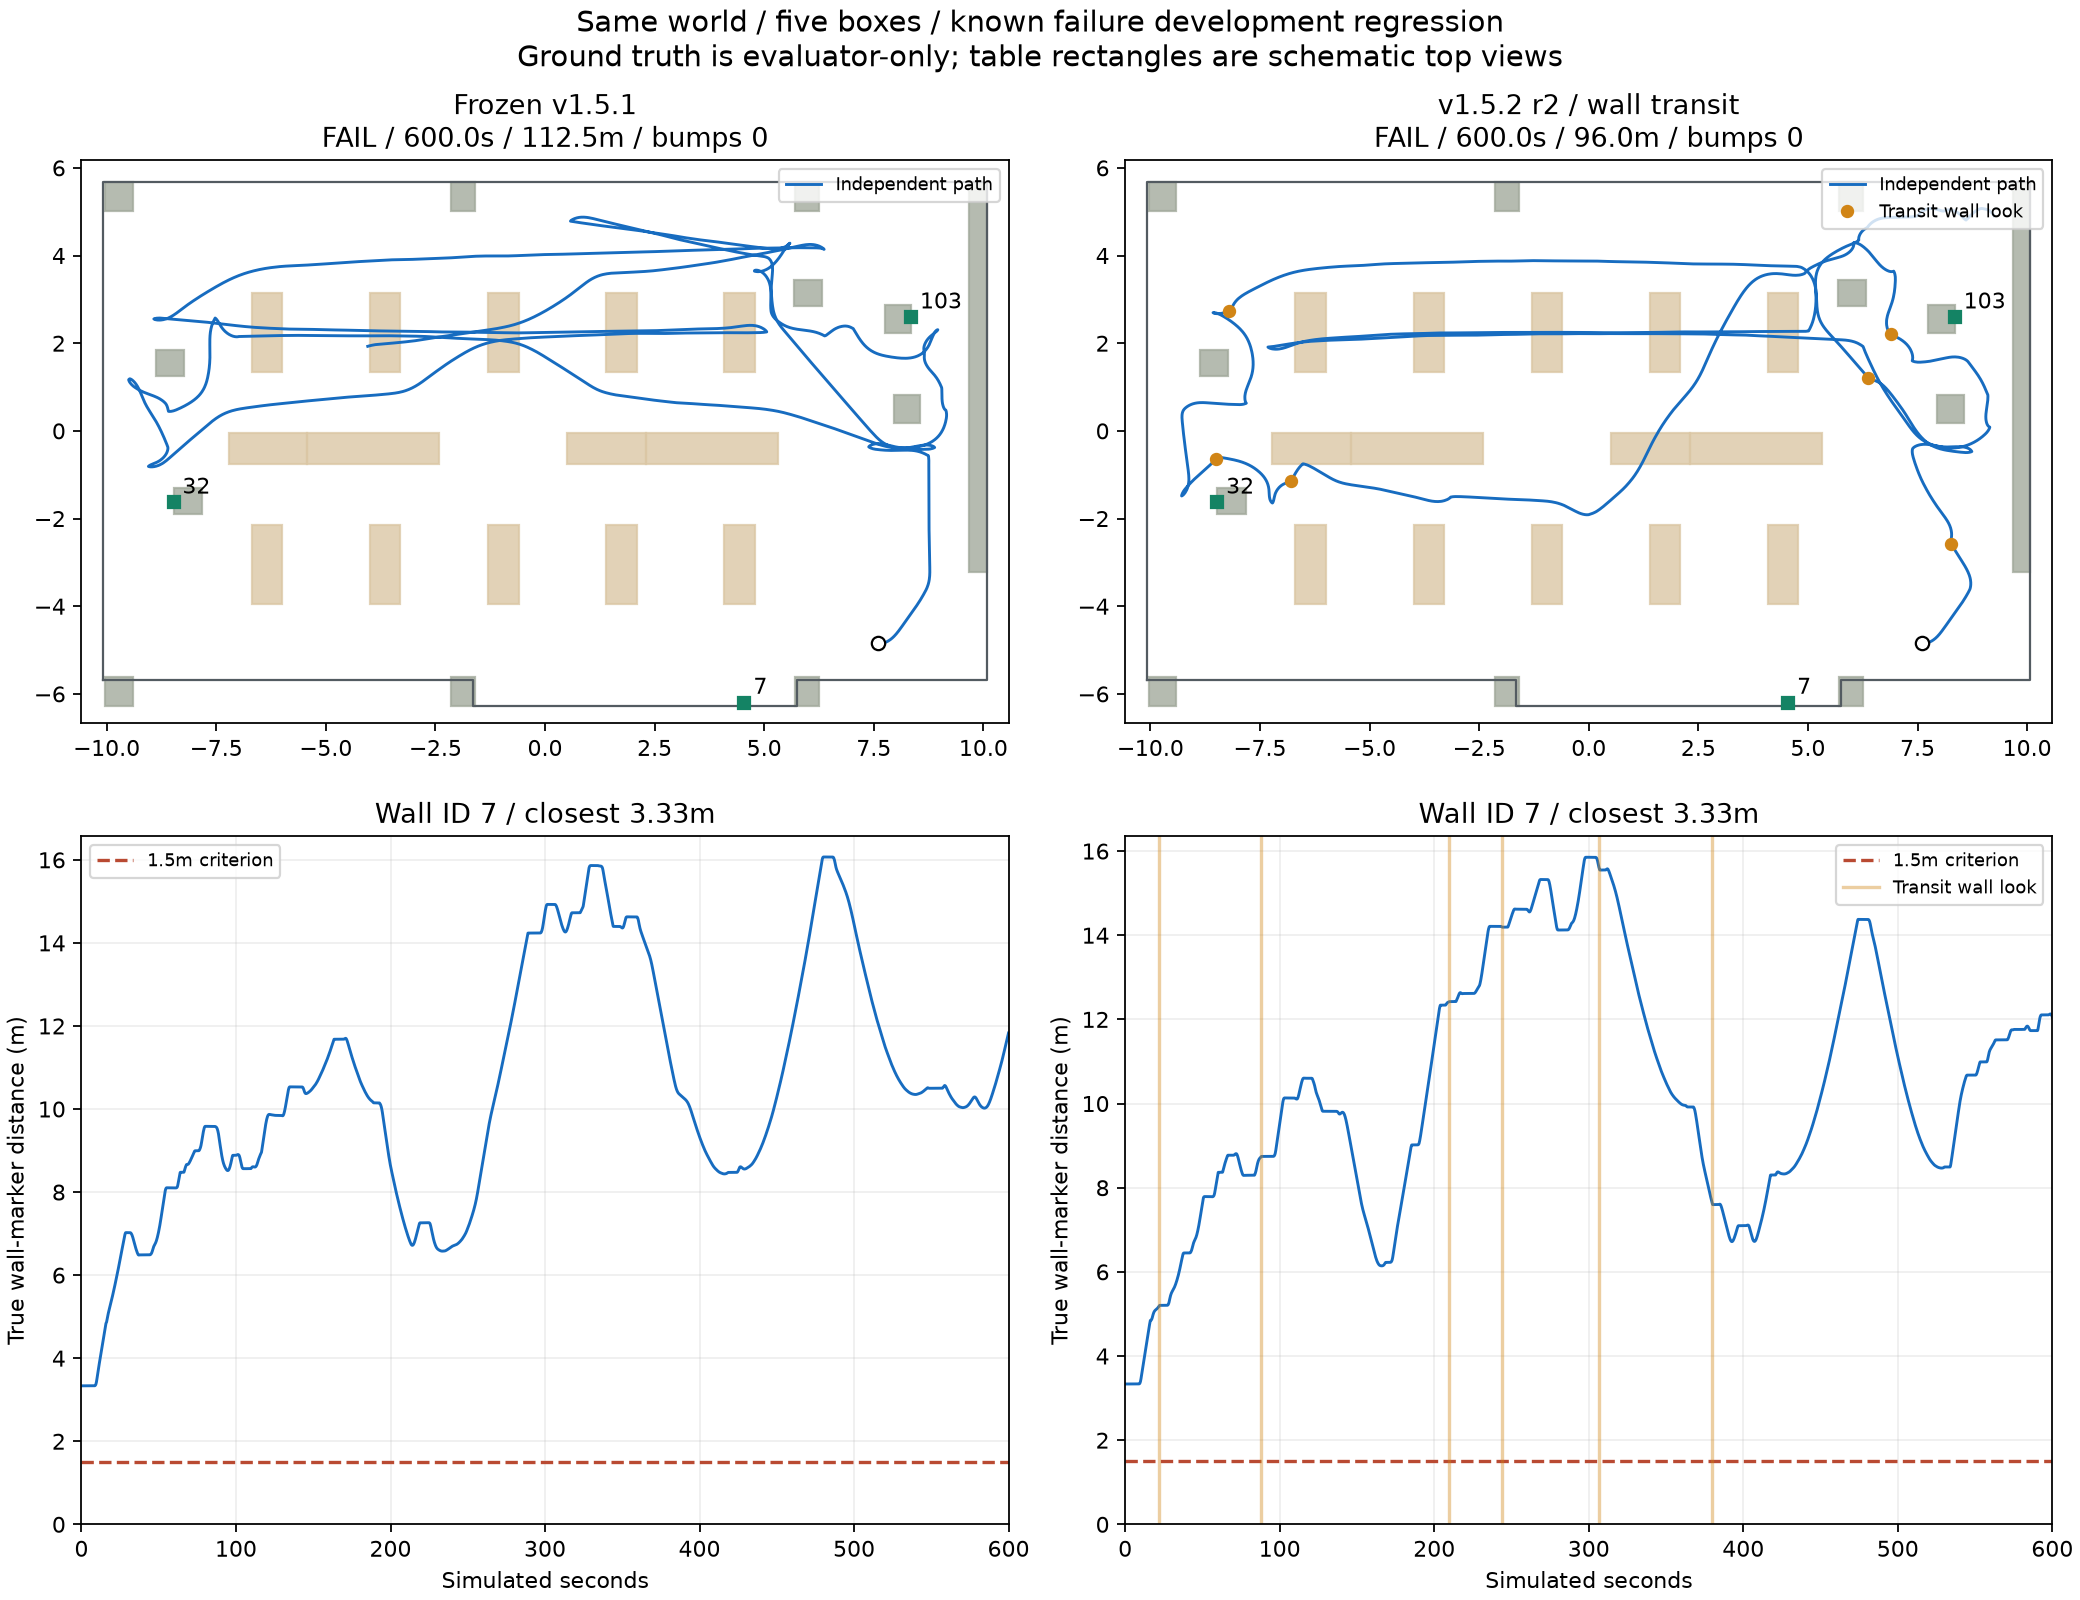 Same world / five boxes / known failure development regression
Ground truth is evaluator-only; table rectangles are schematic top views
Frozen v1.5.1
FAIL / 600.0s / 112.5m / bumps 0
Independent path
103
32
7
6
4
2
0
−2
−4
−6
−10.0 −7.5 −5.0 −2.5 0.0 2.5 5.0 7.5 10.0
v1.5.2 r2 / wall transit
FAIL / 600.0s / 96.0m / bumps 0
Independent path
Transit wall look
103
32
7
6
4
2
0
−2
−4
−6
−10.0 −7.5 −5.0 −2.5 0.0 2.5 5.0 7.5 10.0
Wall ID 7 / closest 3.33m
1.5m criterion
True wall-marker distance (m)
16
14
12
10
8
6
4
2
0
0 100 200 300 400 500 600
Simulated seconds
Wall ID 7 / closest 3.33m
1.5m criterion
Transit wall look
True wall-marker distance (m)
16
14
12
10
8
6
4
2
0
0 100 200 300 400 500 600
Simulated seconds